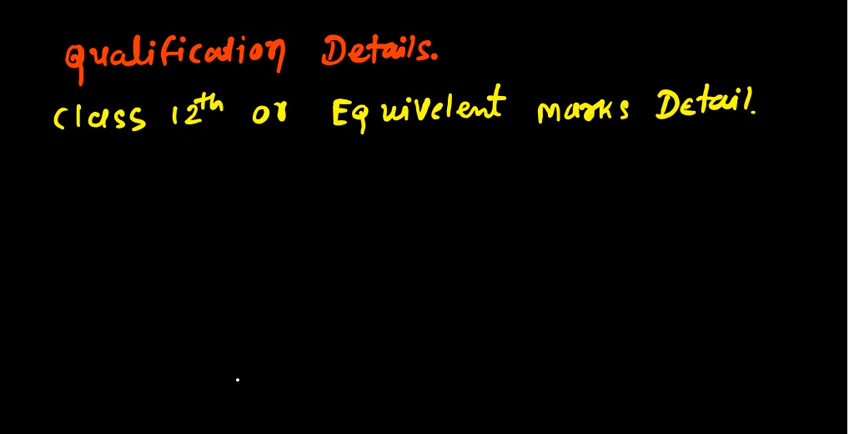 Qualification Details.
Class 12th or Equivelent marks Detail.